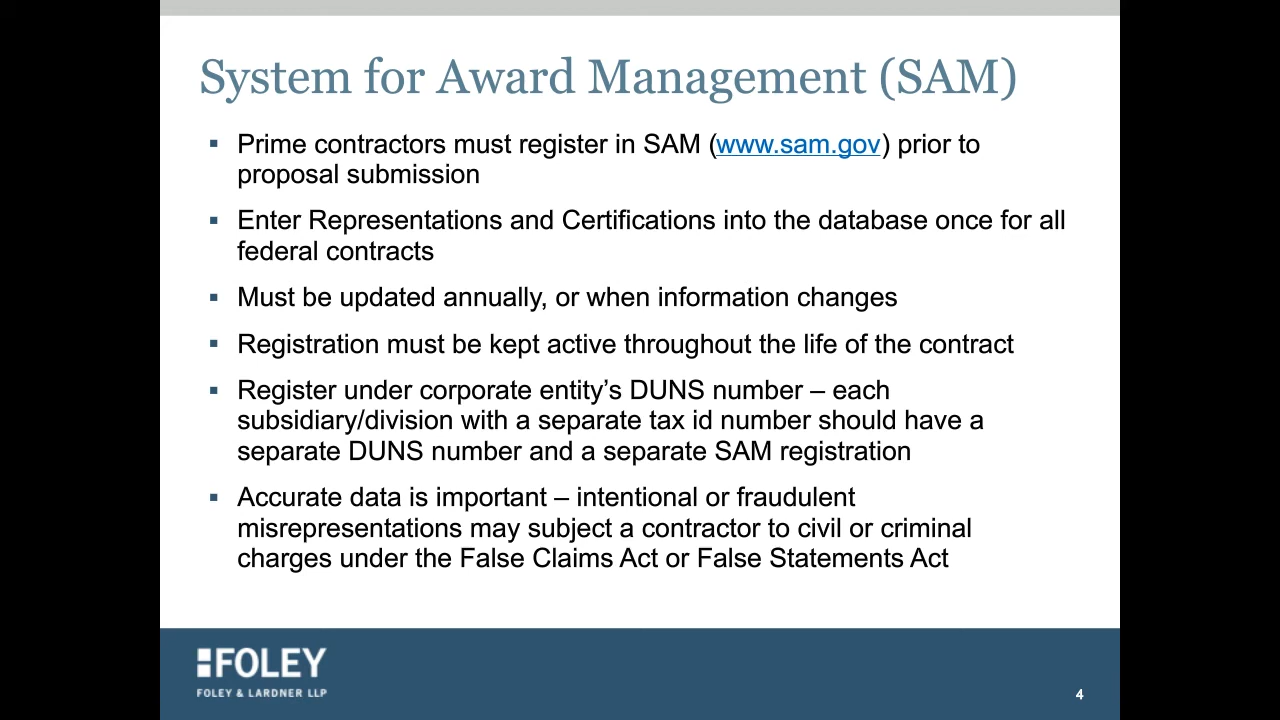 System for Award Management (SAM)
▪ Prime contractors must register in SAM (www.sam.gov) prior to
proposal submission
▪ Enter Representations and Certifications into the database once for all
federal contracts
▪ Must be updated annually, or when information changes
▪ Registration must be kept active throughout the life of the contract
▪ Register under corporate entity’s DUNS number – each
subsidiary/division with a separate tax id number should have a
separate DUNS number and a separate SAM registration
▪ Accurate data is important – intentional or fraudulent
misrepresentations may subject a contractor to civil or criminal
charges under the False Claims Act or False Statements Act
FOLEY
FOLEY & LARDNER LLP
4